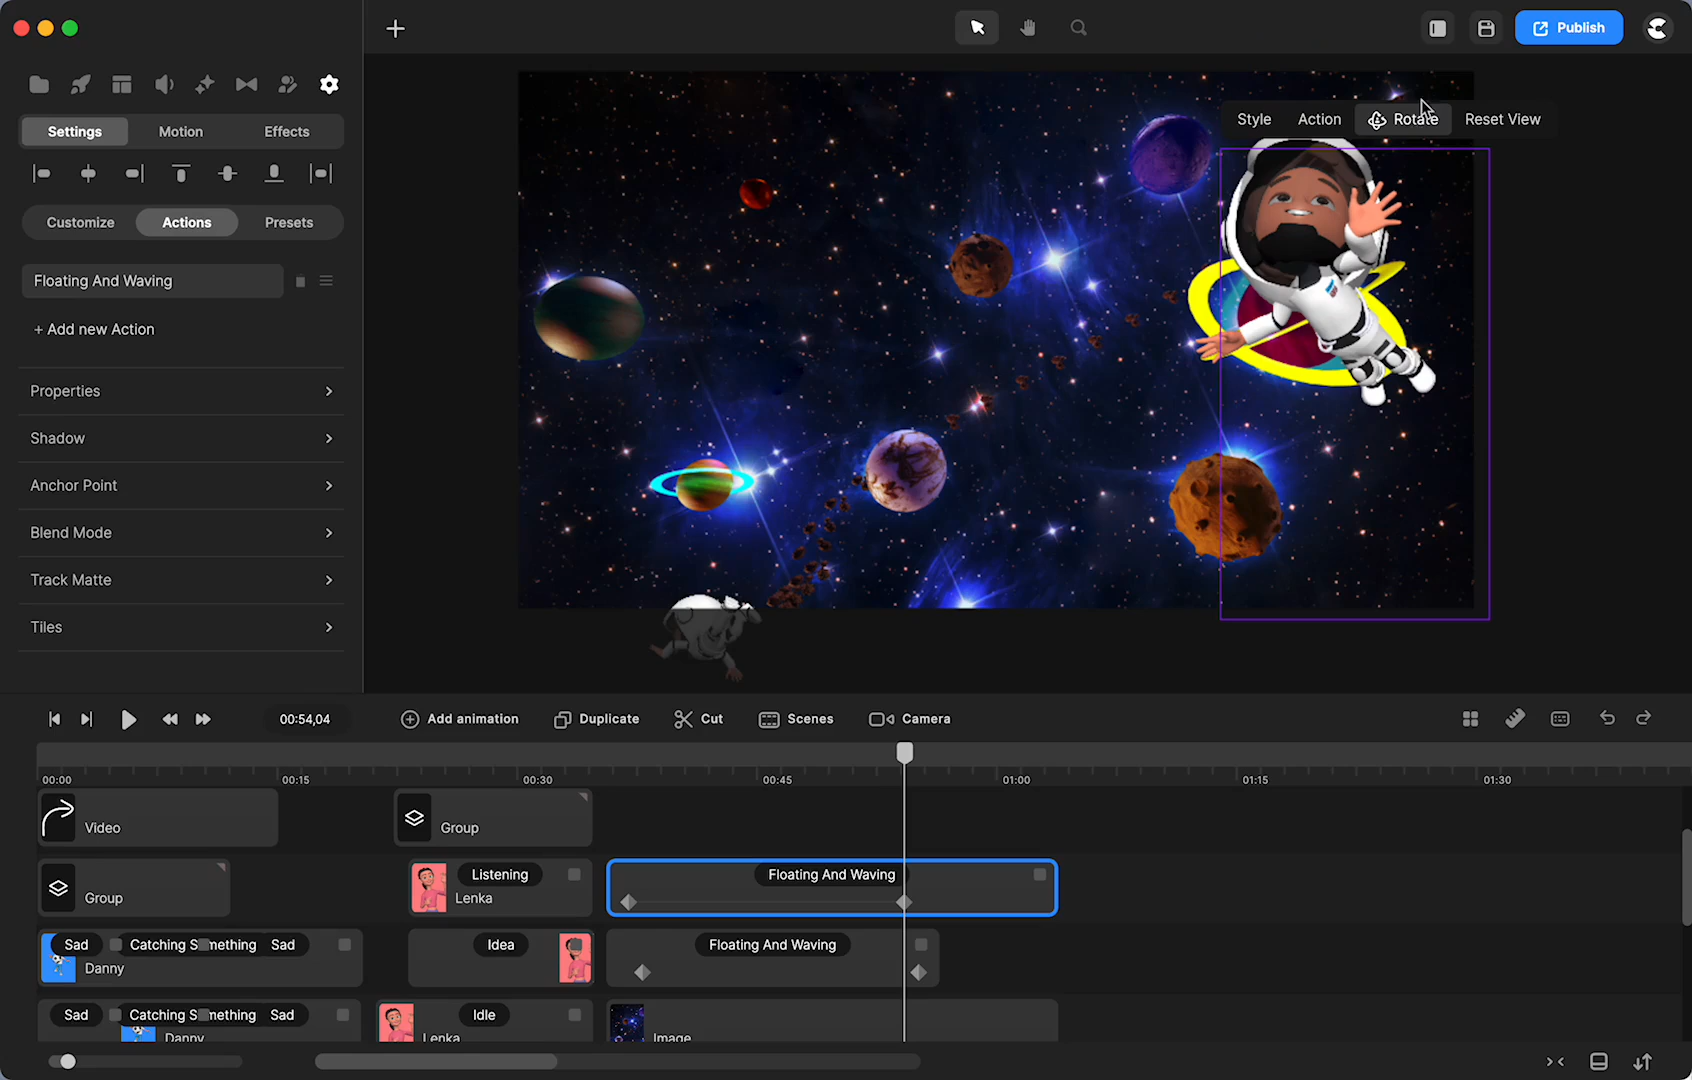 Publish
Settings Motion Effects
Style Action Rotate Reset View
Customize Actions Presets
Floating And Waving
+ Add new Action
Properties
Shadow
Anchor Point
Blend Mode
Track Matte
Tiles
00:54,04 Add animation Duplicate Cut Scenes Camera
00:00 00:15 00:30 00:45 01:00 01:15 01:30
Video Group
Listening Floating And Waving
Group Lenka
Sad Catching Something Sad Idea Floating And Waving
Danny
Sad Catching Something Sad Idle
Danny Lenka Image